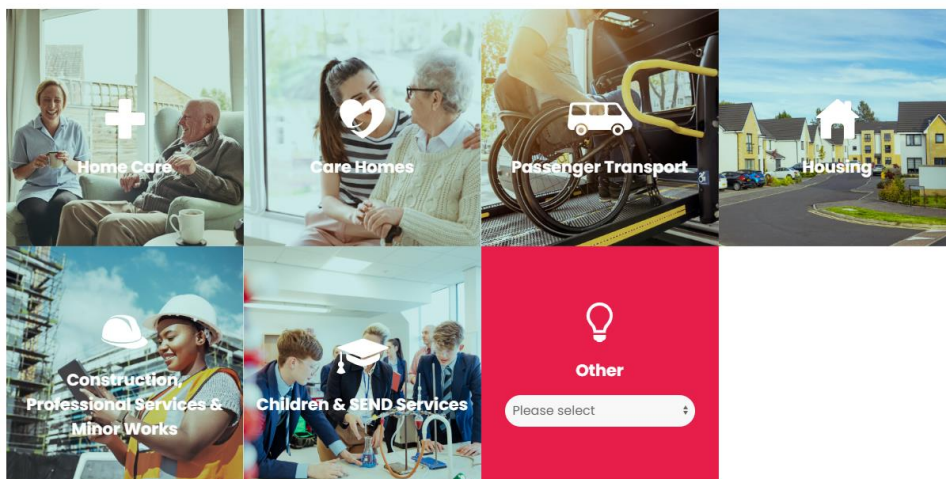 Home Care
Care Homes
Passenger Transport
Housing
Construction,
Professional Services &
Minor Works
Children & SEND Services
Other
Please select